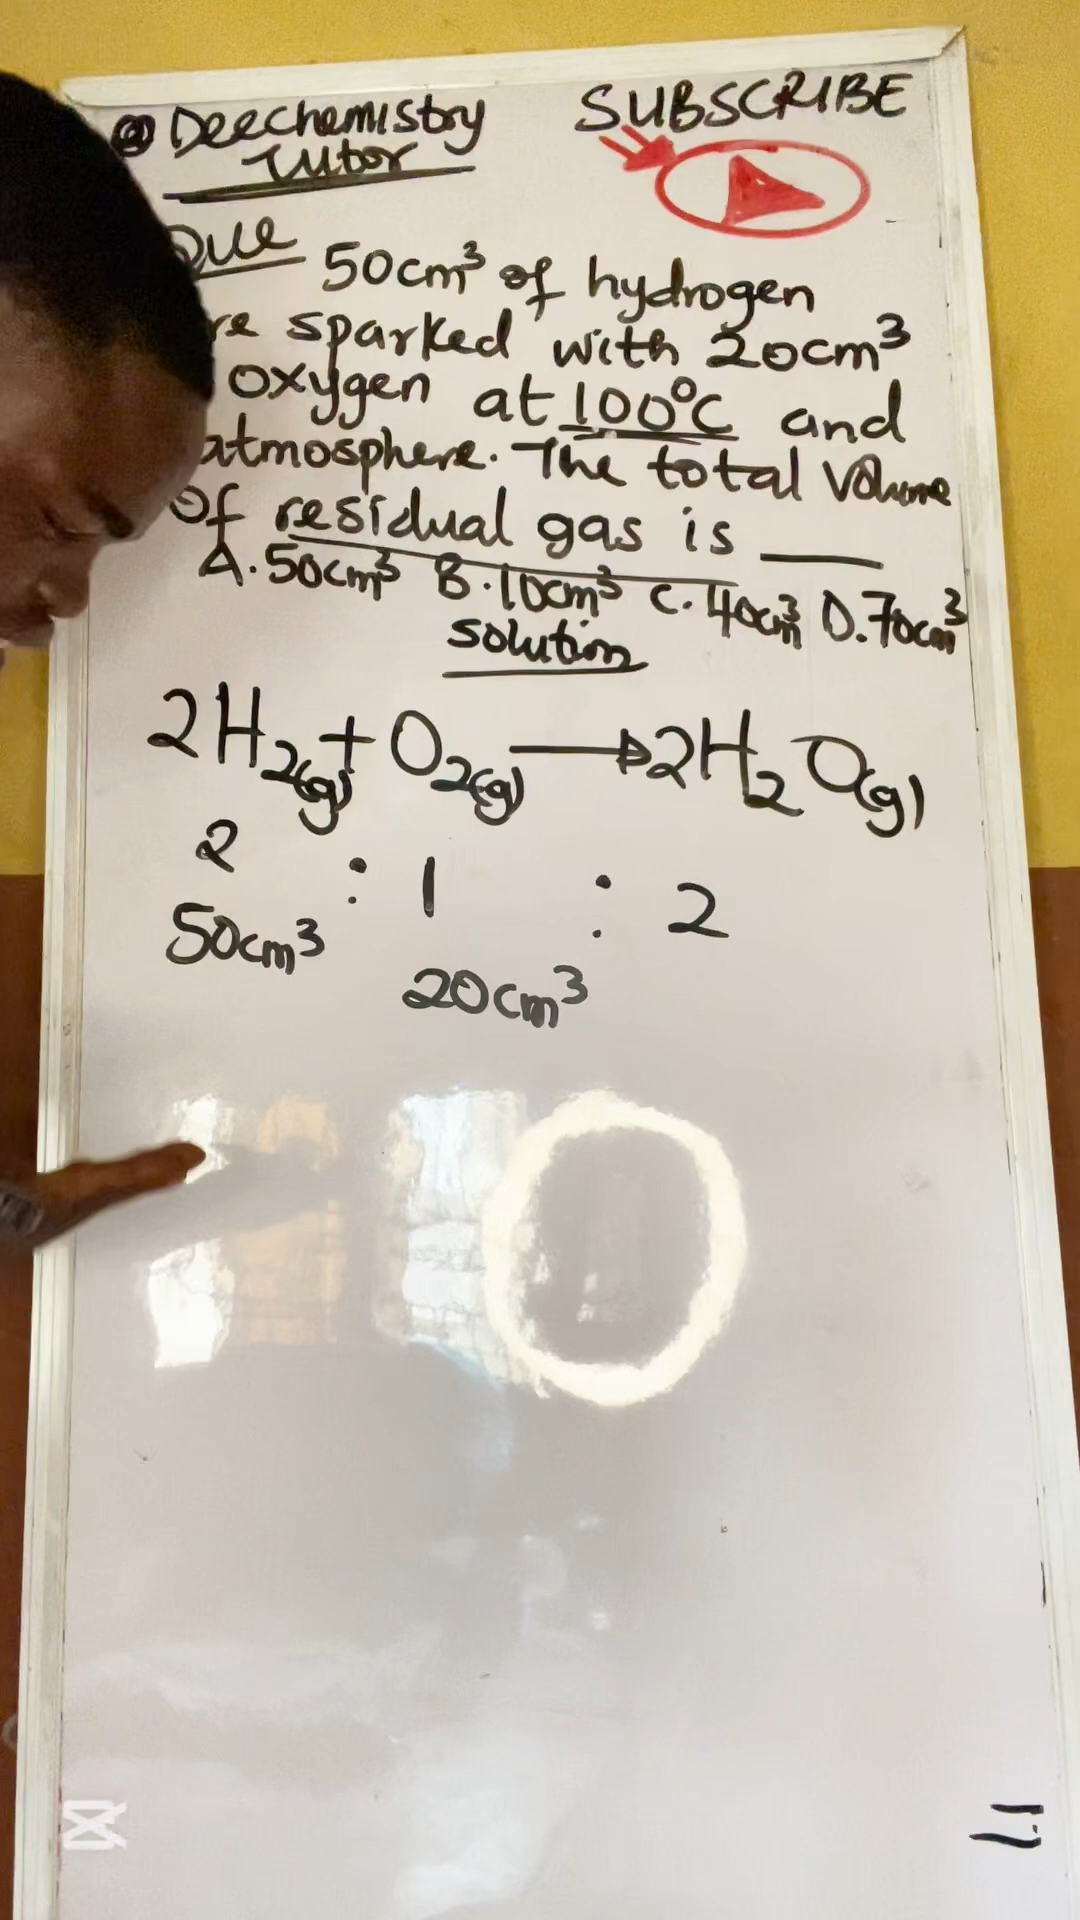 @ Deechemistry
Tutor
SUBSCRIBE
Que
50cm³ of hydrogen
re sparked with 20cm³
oxygen at 100°C and
atmosphere. The total volume
of residual gas is ___
A. 50cm³ B. 10cm³ C. 40cm³ D. 70cm³
solution
2H₂(g) + O₂(g) → 2H₂O(g)
2 : 1 : 2
50cm³
20cm³